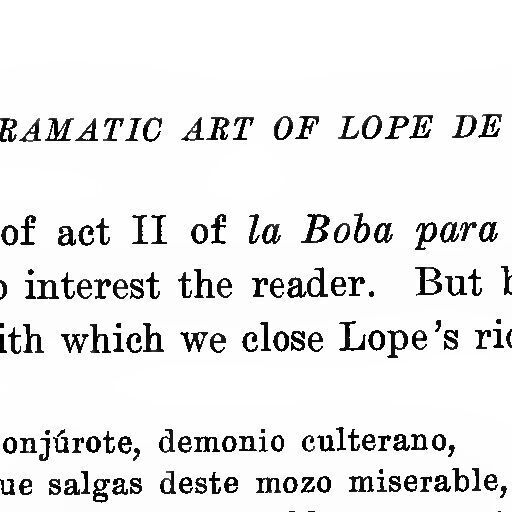 RAMATIC ART OF LOPE DE
of act II of la Boba para
interest the reader. But
ith which we close Lope's
onjúrote, demonio culterano,
ue salgas deste mozo miserable,